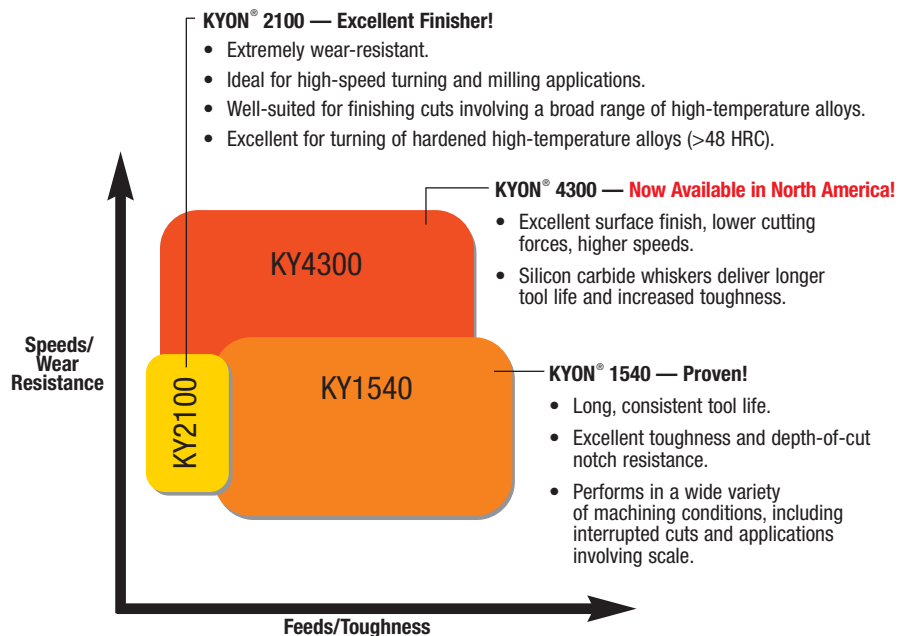 KYON® 2100 — Excellent Finisher!
• Extremely wear-resistant.
• Ideal for high-speed turning and milling applications.
• Well-suited for finishing cuts involving a broad range of high-temperature alloys.
• Excellent for turning of hardened high-temperature alloys (>48 HRC).
KYON® 4300 — Now Available in North America!
• Excellent surface finish, lower cutting
forces, higher speeds.
• Silicon carbide whiskers deliver longer
tool life and increased toughness.
KY4300
Speeds/
Wear
Resistance
KY2100
KY1540
KYON® 1540 — Proven!
• Long, consistent tool life.
• Excellent toughness and depth-of-cut
notch resistance.
• Performs in a wide variety
of machining conditions, including
interrupted cuts and applications
involving scale.
Feeds/Toughness